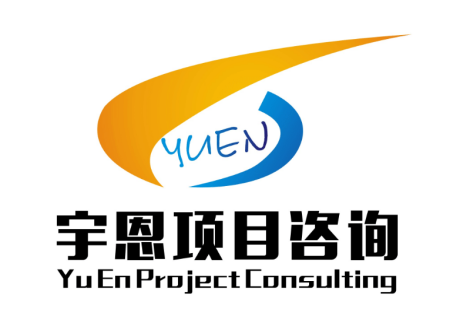 YUEN
宇恩项目咨询
Yu En Project Consulting